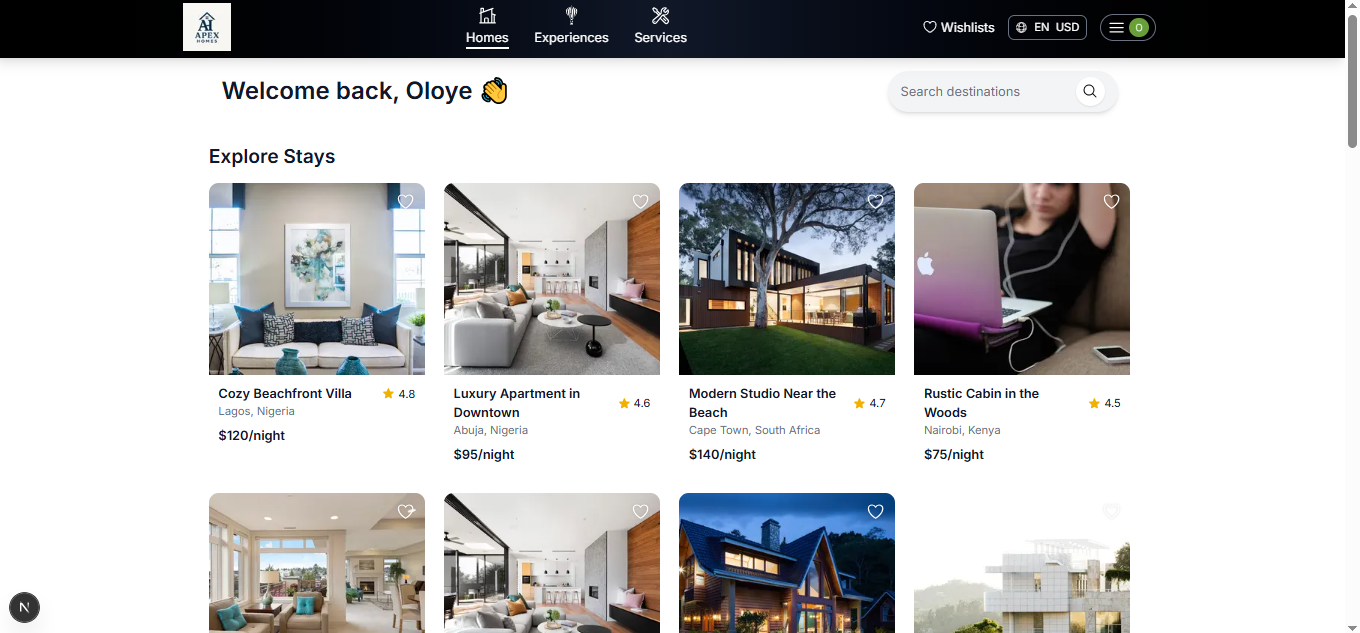 AI
APEX
HOMES
Homes
Experiences
Services
Wishlists
EN USD
O
Welcome back, Oloye 👋
Search destinations
Explore Stays
Cozy Beachfront Villa
4.8
Lagos, Nigeria
$120/night
Luxury Apartment in
Downtown
4.6
Abuja, Nigeria
$95/night
Modern Studio Near the
Beach
4.7
Cape Town, South Africa
$140/night
Rustic Cabin in the
Woods
4.5
Nairobi, Kenya
$75/night
N